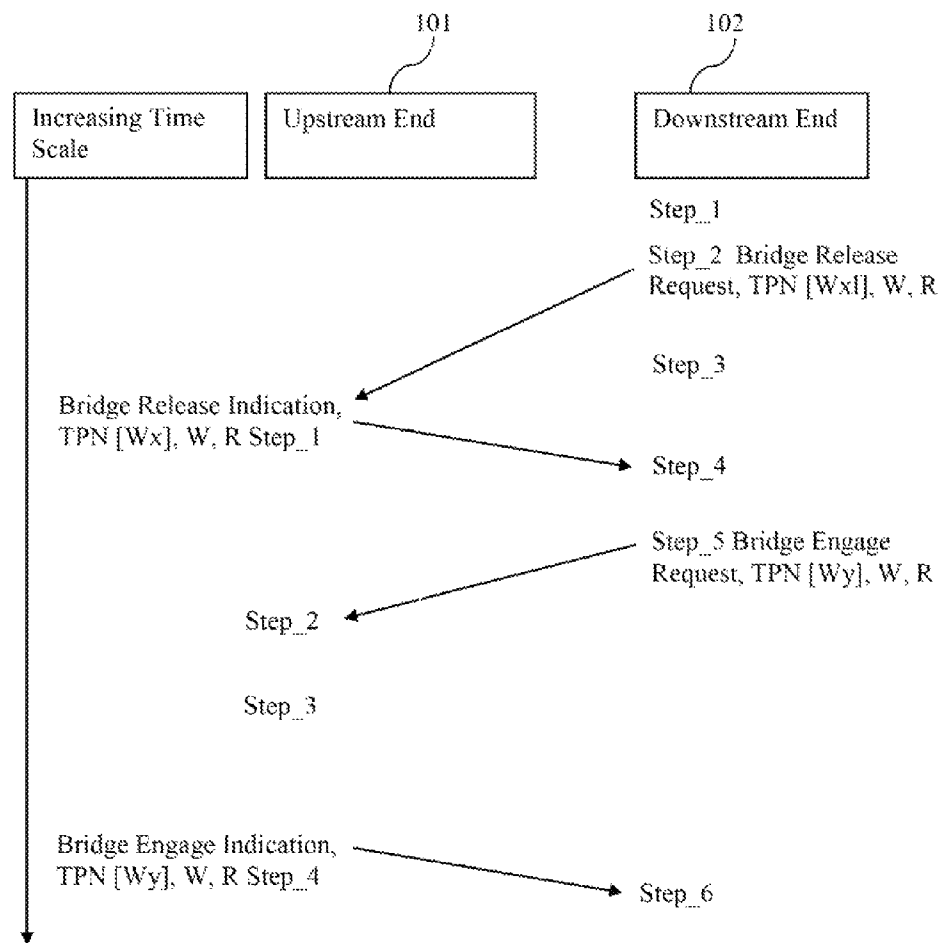 101
102
Increasing Time
Scale
Upstream End
Downstream End
Step_1
Step_2 Bridge Release
Request, TPN [WxI], W, R
Step_3
Bridge Release Indication,
TPN [Wx], W, R Step_1
Step_4
Step_5 Bridge Engage
Request, TPN [Wy], W, R
Step_2
Step_3
Bridge Engage Indication,
TPN [Wy], W, R Step_4
Step_6